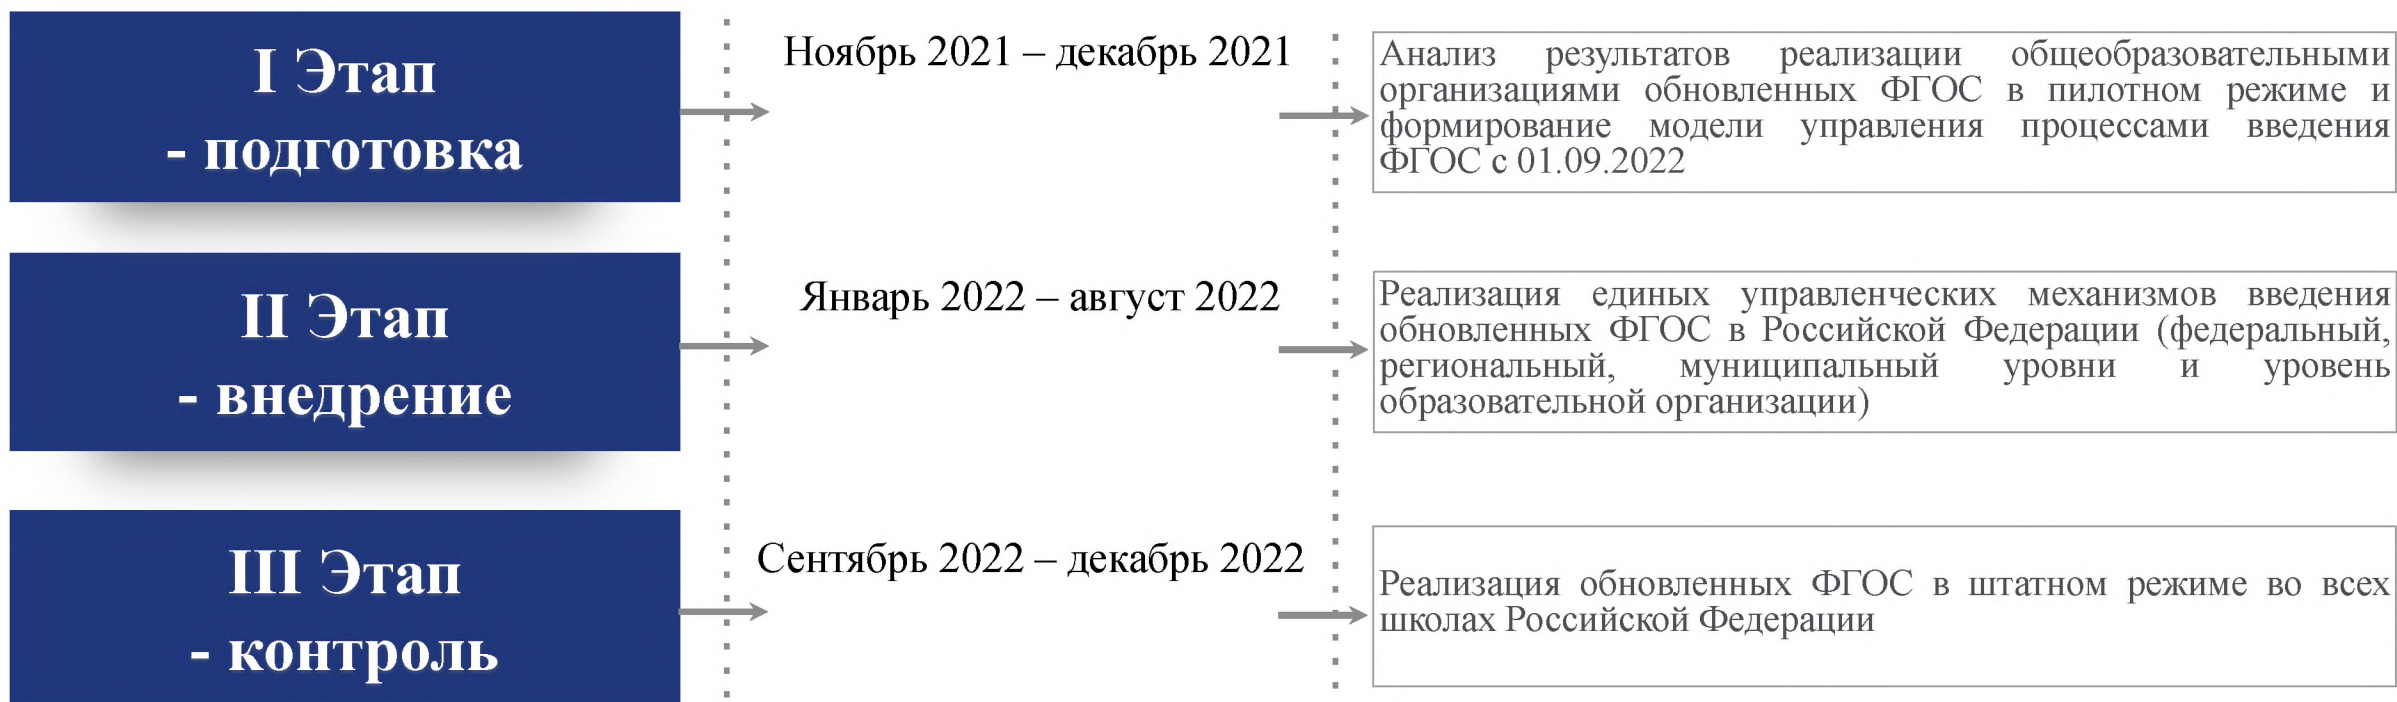 I Этап
- подготовка
Ноябрь 2021 – декабрь 2021
Анализ результатов реализации общеобразовательными
организациями обновленных ФГОС в пилотном режиме и
формирование модели управления процессами введения
ФГОС с 01.09.2022
II Этап
- внедрение
Январь 2022 – август 2022
Реализация единых управленческих механизмов введения
обновленных ФГОС в Российской Федерации (федеральный,
региональный, муниципальный уровни и уровень
образовательной организации)
III Этап
- контроль
Сентябрь 2022 – декабрь 2022
Реализация обновленных ФГОС в штатном режиме во всех
школах Российской Федерации